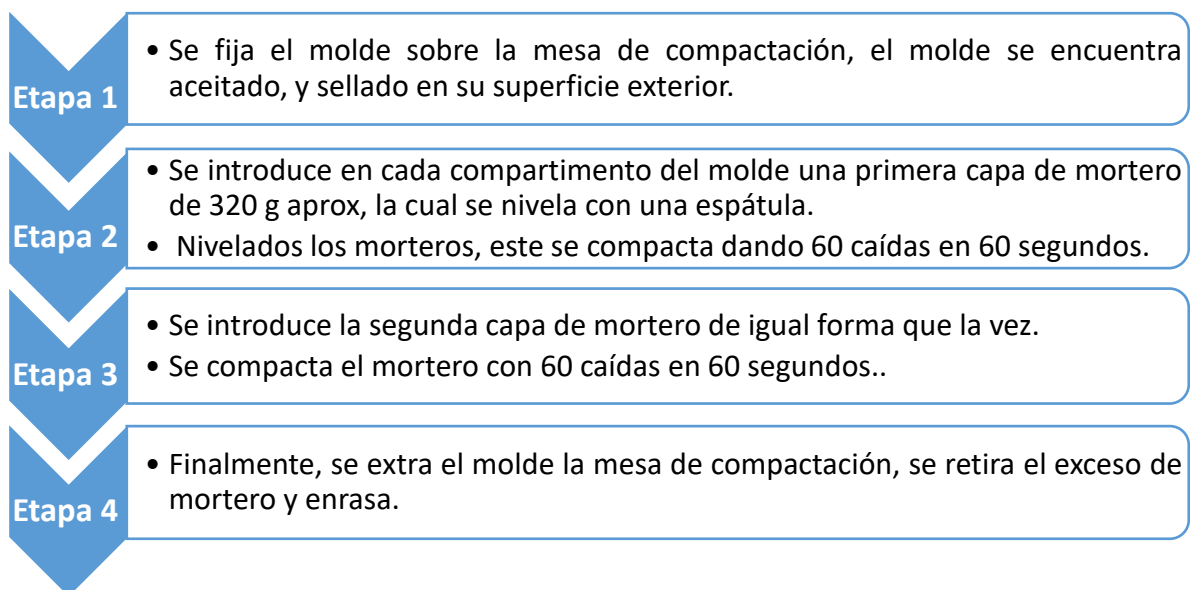 Etapa 1
• Se fija el molde sobre la mesa de compactación, el molde se encuentra
aceitado, y sellado en su superficie exterior.
Etapa 2
• Se introduce en cada compartimento del molde una primera capa de mortero
de 320 g aprox, la cual se nivela con una espátula.
• Nivelados los morteros, este se compacta dando 60 caídas en 60 segundos.
Etapa 3
• Se introduce la segunda capa de mortero de igual forma que la vez.
• Se compacta el mortero con 60 caídas en 60 segundos..
Etapa 4
• Finalmente, se extra el molde la mesa de compactación, se retira el exceso de
mortero y enrasa.